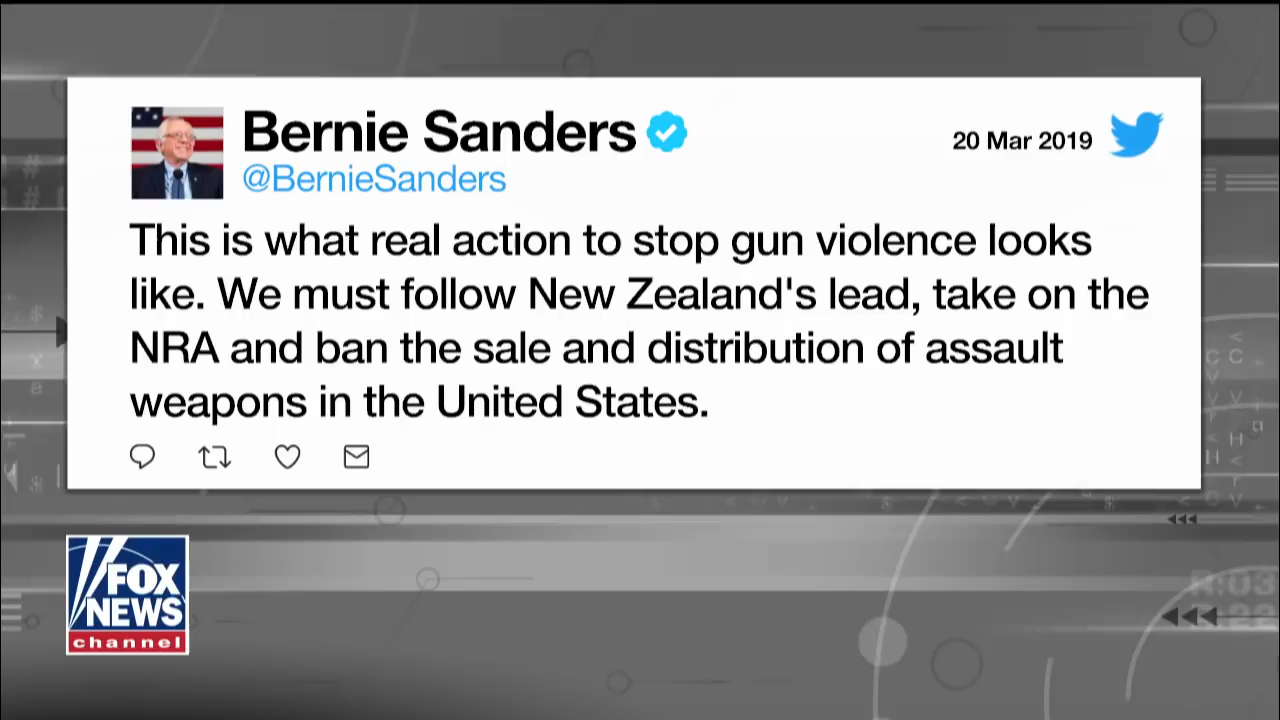 Bernie Sanders
@BernieSanders
20 Mar 2019
This is what real action to stop gun violence looks
like. We must follow New Zealand's lead, take on the
NRA and ban the sale and distribution of assault
weapons in the United States.
FOX
NEWS
channel